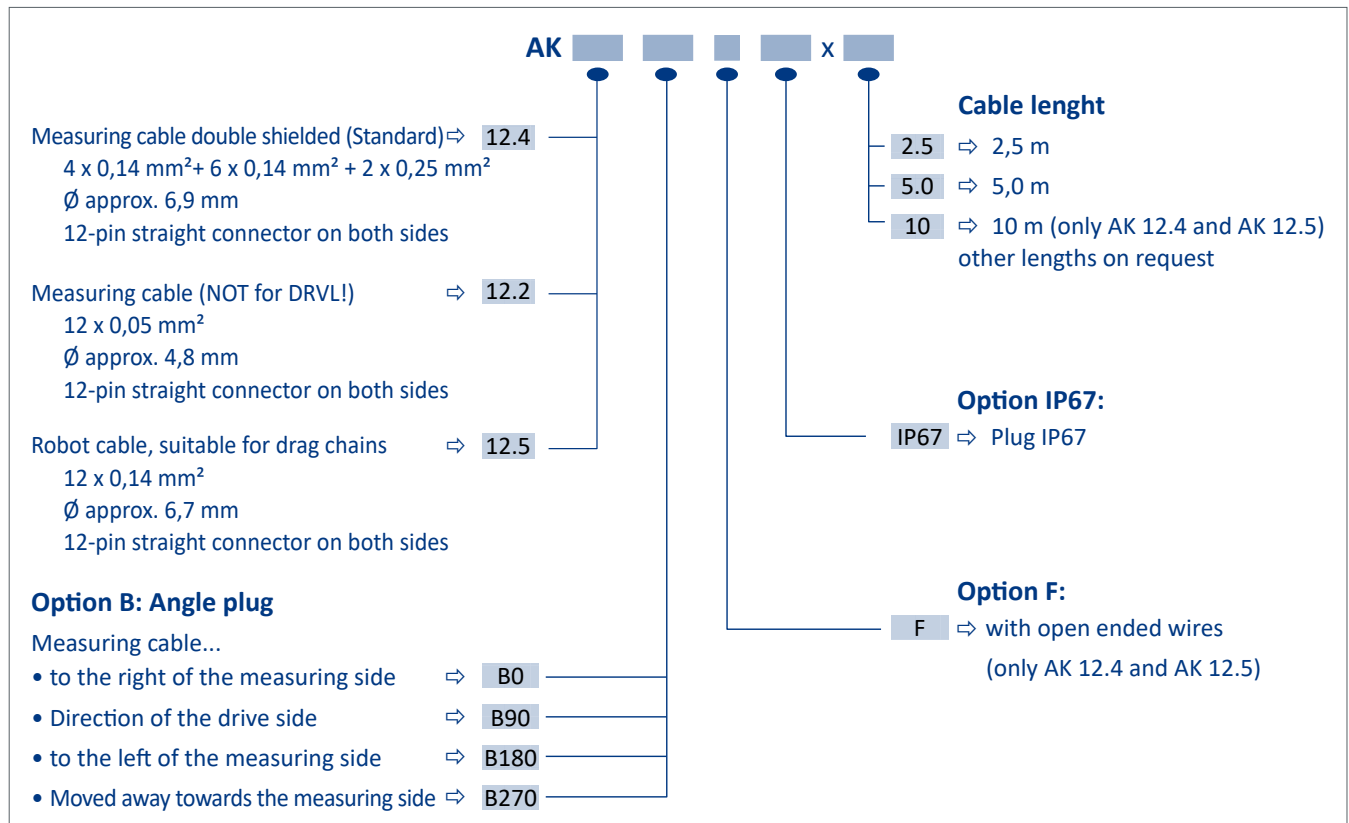 AK x
Measuring cable double shielded (Standard) ⇨ 12.4
4 x 0,14 mm²+ 6 x 0,14 mm² + 2 x 0,25 mm²
Ø approx. 6,9 mm
12-pin straight connector on both sides
Measuring cable (NOT for DRVL!) ⇨ 12.2
12 x 0,05 mm²
Ø approx. 4,8 mm
12-pin straight connector on both sides
Robot cable, suitable for drag chains ⇨ 12.5
12 x 0,14 mm²
Ø approx. 6,7 mm
12-pin straight connector on both sides
Option B: Angle plug
Measuring cable...
• to the right of the measuring side ⇨ B0
• Direction of the drive side ⇨ B90
• to the left of the measuring side ⇨ B180
• Moved away towards the measuring side ⇨ B270
Cable lenght
2.5 ⇨ 2,5 m
5.0 ⇨ 5,0 m
10 ⇨ 10 m (only AK 12.4 and AK 12.5)
other lengths on request
Option IP67:
IP67 ⇨ Plug IP67
Option F:
F ⇨ with open ended wires
(only AK 12.4 and AK 12.5)